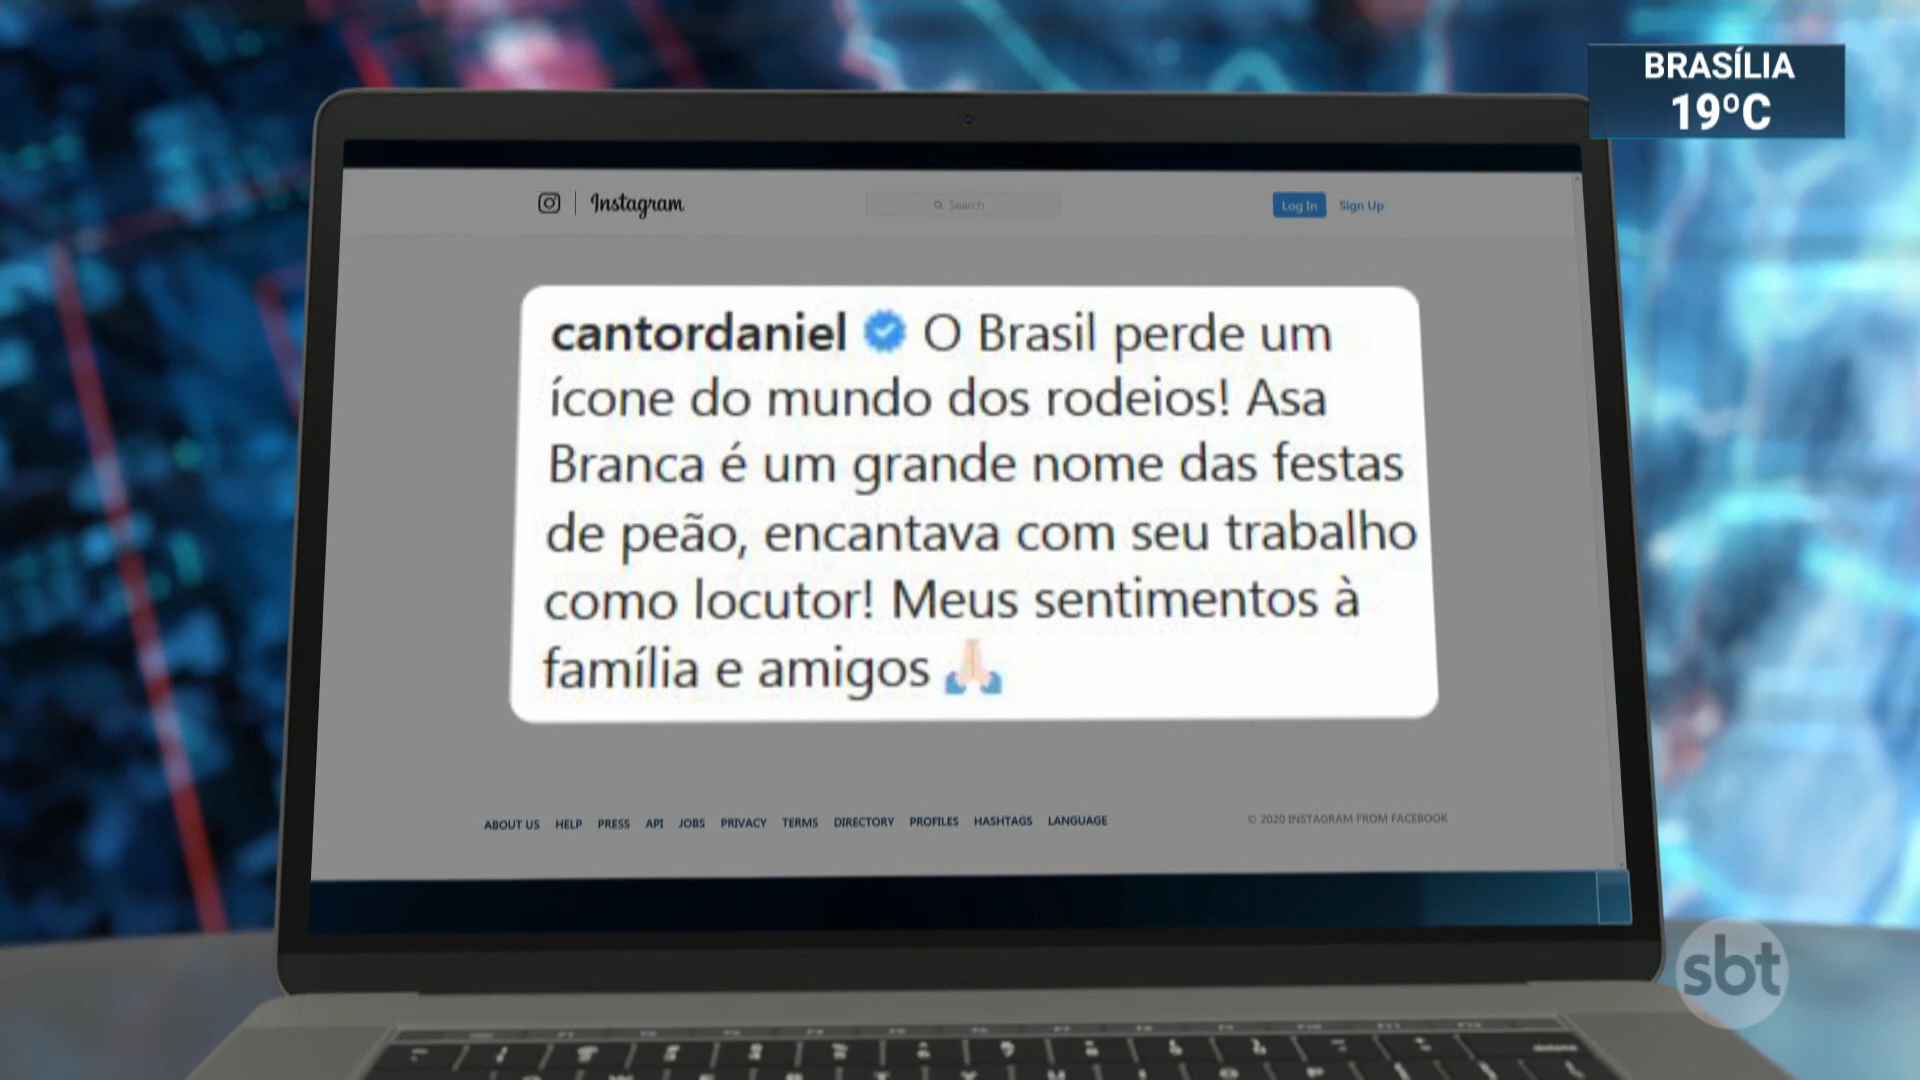 BRASÍLIA
19ºC
Instagram
Search
Log In
Sign Up
cantordaniel O Brasil perde um
ícone do mundo dos rodeios! Asa
Branca é um grande nome das festas
de peão, encantava com seu trabalho
como locutor! Meus sentimentos à
família e amigos 🙏🏻
ABOUT US HELP PRESS API JOBS PRIVACY TERMS DIRECTORY PROFILES HASHTAGS LANGUAGE
© 2020 INSTAGRAM FROM FACEBOOK
sbt